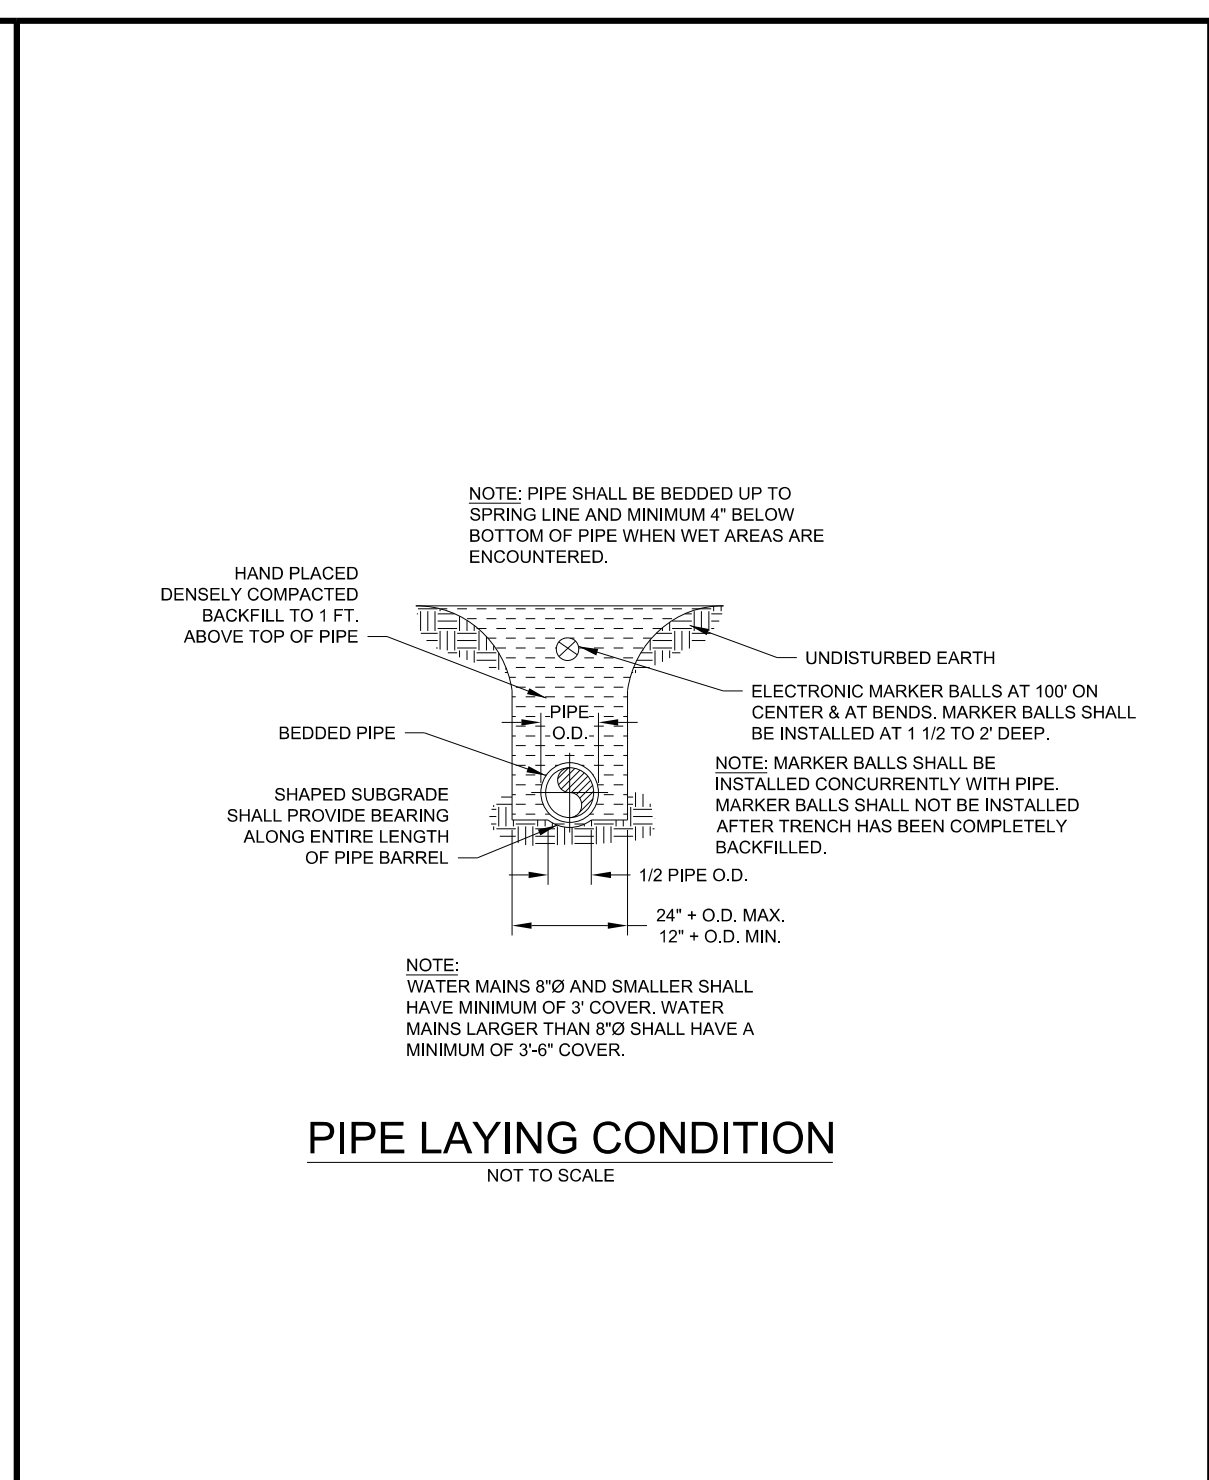 NOTE: PIPE SHALL BE BEDDED UP TO
SPRING LINE AND MINIMUM 4" BELOW
BOTTOM OF PIPE WHEN WET AREAS ARE
ENCOUNTERED.
HAND PLACED
DENSELY COMPACTED
BACKFILL TO 1 FT.
ABOVE TOP OF PIPE
UNDISTURBED EARTH
ELECTRONIC MARKER BALLS AT 100' ON
CENTER & AT BENDS. MARKER BALLS SHALL
BE INSTALLED AT 1 1/2 TO 2' DEEP.
PIPE
O.D.
BEDDED PIPE
NOTE: MARKER BALLS SHALL BE
INSTALLED CONCURRENTLY WITH PIPE.
MARKER BALLS SHALL NOT BE INSTALLED
AFTER TRENCH HAS BEEN COMPLETELY
BACKFILLED.
SHAPED SUBGRADE
SHALL PROVIDE BEARING
ALONG ENTIRE LENGTH
OF PIPE BARREL
1/2 PIPE O.D.
24" + O.D. MAX.
12" + O.D. MIN.
NOTE:
WATER MAINS 8"Ø AND SMALLER SHALL
HAVE MINIMUM OF 3' COVER. WATER
MAINS LARGER THAN 8"Ø SHALL HAVE A
MINIMUM OF 3'-6" COVER.
PIPE LAYING CONDITION
NOT TO SCALE